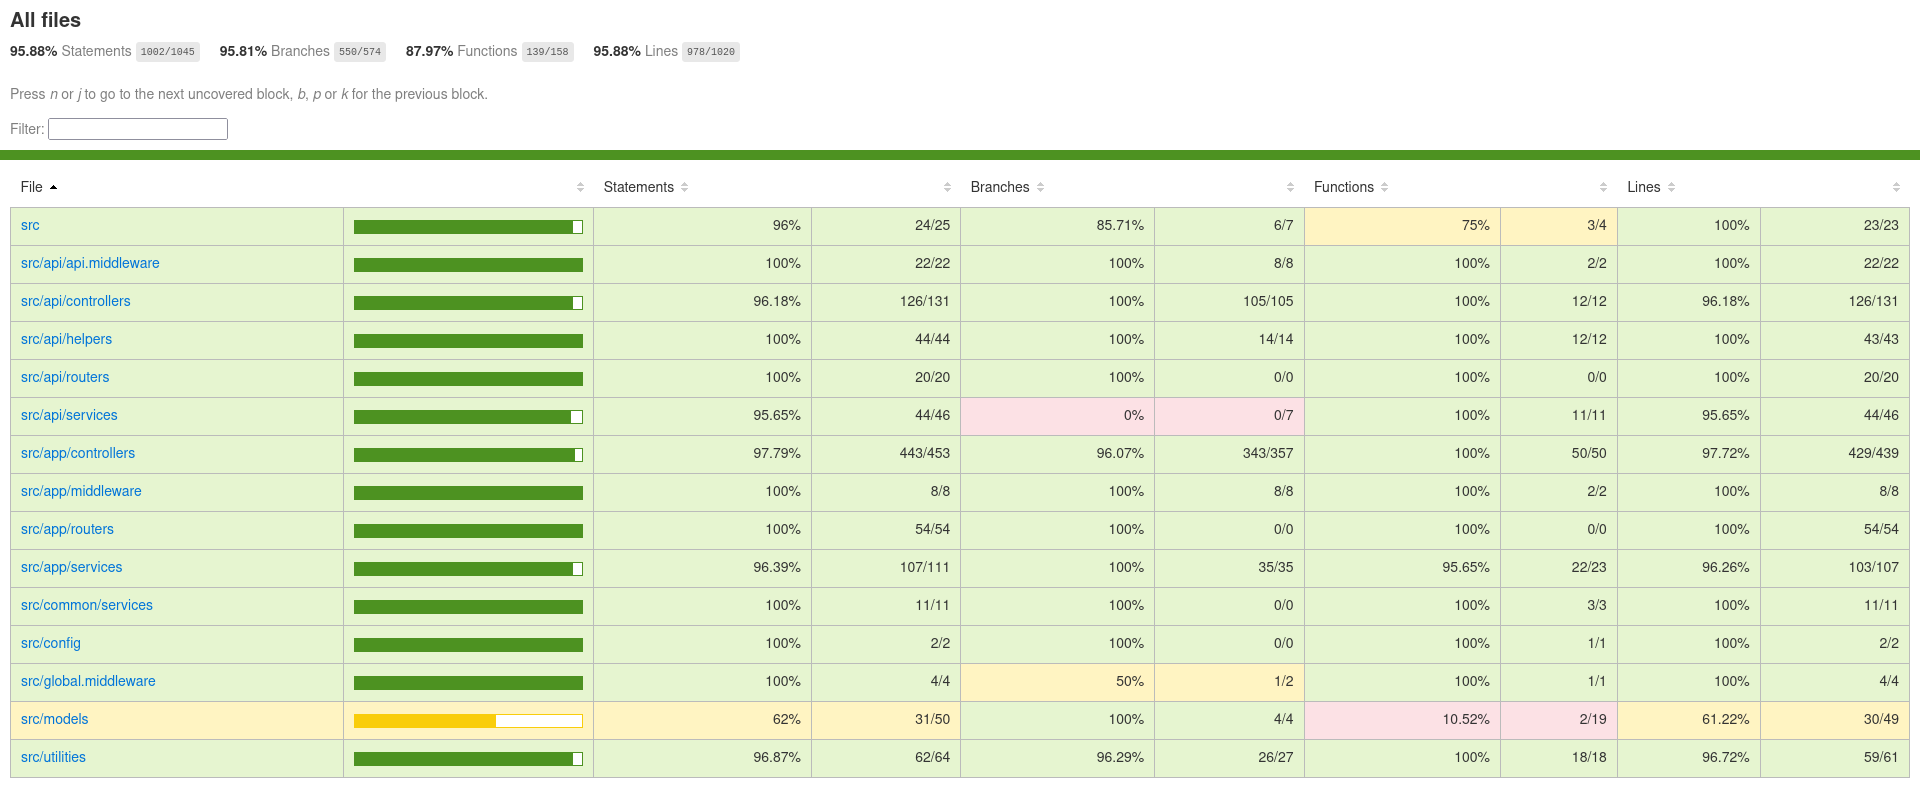 All files
95.88% Statements 1002/1045 95.81% Branches 550/574 87.97% Functions 139/158 95.88% Lines 978/1020
Press n or j to go to the next uncovered block, b, p or k for the previous block.
Filter:
File Statements Branches Functions Lines
src 96% 24/25 85.71% 6/7 75% 3/4 100% 23/23
src/api/api.middleware 100% 22/22 100% 8/8 100% 2/2 100% 22/22
src/api/controllers 96.18% 126/131 100% 105/105 100% 12/12 96.18% 126/131
src/api/helpers 100% 44/44 100% 14/14 100% 12/12 100% 43/43
src/api/routers 100% 20/20 100% 0/0 100% 0/0 100% 20/20
src/api/services 95.65% 44/46 0% 0/7 100% 11/11 95.65% 44/46
src/app/controllers 97.79% 443/453 96.07% 343/357 100% 50/50 97.72% 429/439
src/app/middleware 100% 8/8 100% 8/8 100% 2/2 100% 8/8
src/app/routers 100% 54/54 100% 0/0 100% 0/0 100% 54/54
src/app/services 96.39% 107/111 100% 35/35 95.65% 22/23 96.26% 103/107
src/common/services 100% 11/11 100% 0/0 100% 3/3 100% 11/11
src/config 100% 2/2 100% 0/0 100% 1/1 100% 2/2
src/global.middleware 100% 4/4 50% 1/2 100% 1/1 100% 4/4
src/models 62% 31/50 100% 4/4 10.52% 2/19 61.22% 30/49
src/utilities 96.87% 62/64 96.29% 26/27 100% 18/18 96.72% 59/61